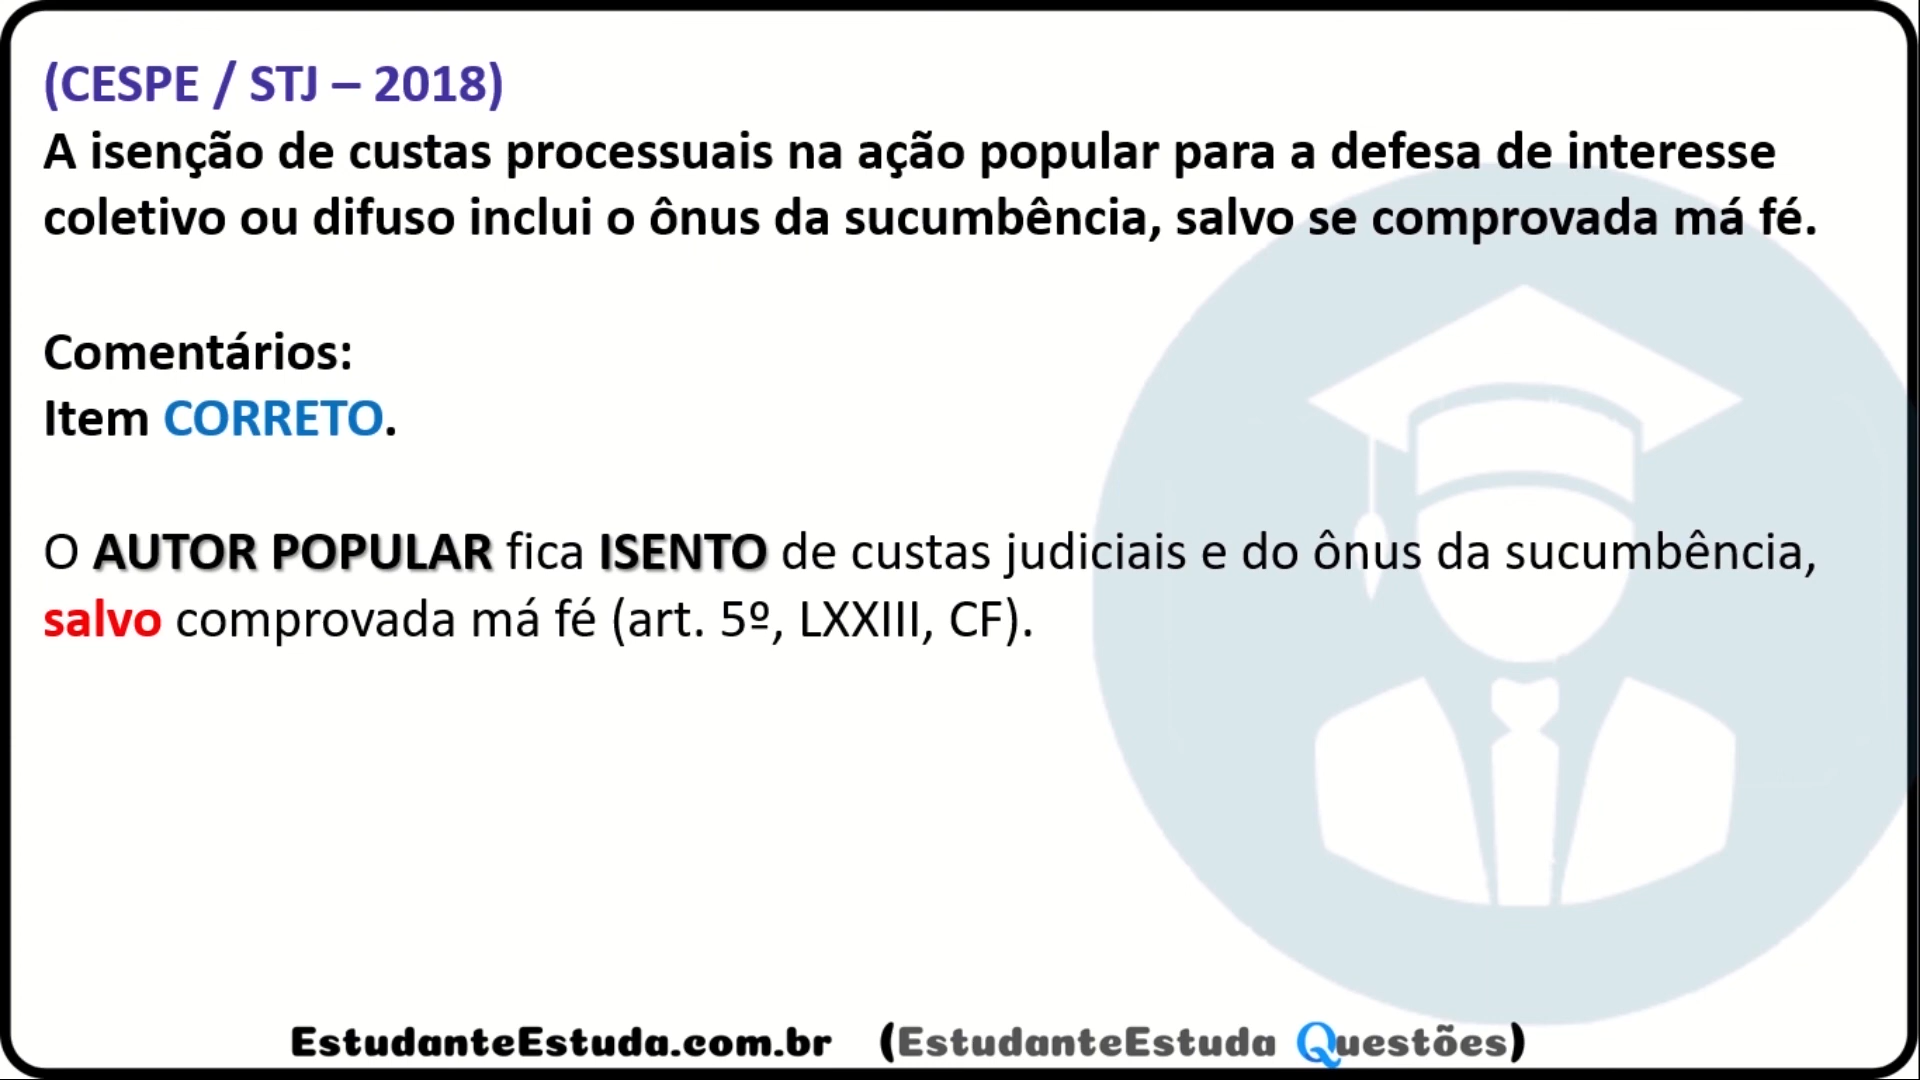 (CESPE / STJ – 2018)
A isenção de custas processuais na ação popular para a defesa de interesse
coletivo ou difuso inclui o ônus da sucumbência, salvo se comprovada má fé.
Comentários:
Item CORRETO.
O AUTOR POPULAR fica ISENTO de custas judiciais e do ônus da sucumbência,
salvo comprovada má fé (art. 5º, LXXIII, CF).
EstudanteEstuda.com.br (EstudanteEstuda Questões)